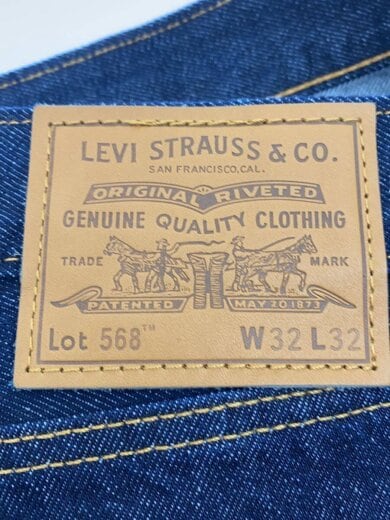 LEVI STRAUSS & CO.
SAN FRANCISCO, CAL.
ORIGINAL RIVETED
GENUINE QUALITY CLOTHING
TRADE MARK
PATENTED MAY 20.1873
Lot 568™ W32 L32